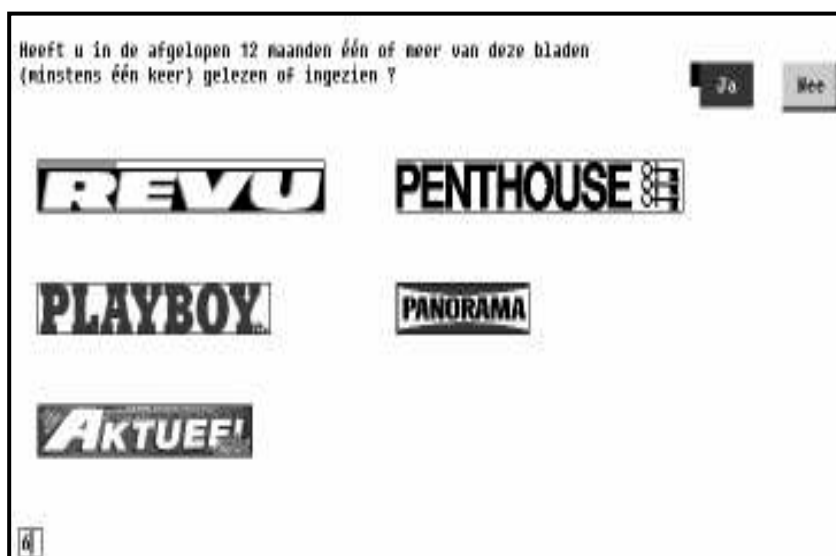 Heeft u in de afgelopen 12 maanden één of meer van deze bladen
(minstens één keer) gelezen of ingezien ?
Ja
Nee
REVU
PENTHOUSE
PLAYBOY
PANORAMA
AKTUEEL
6